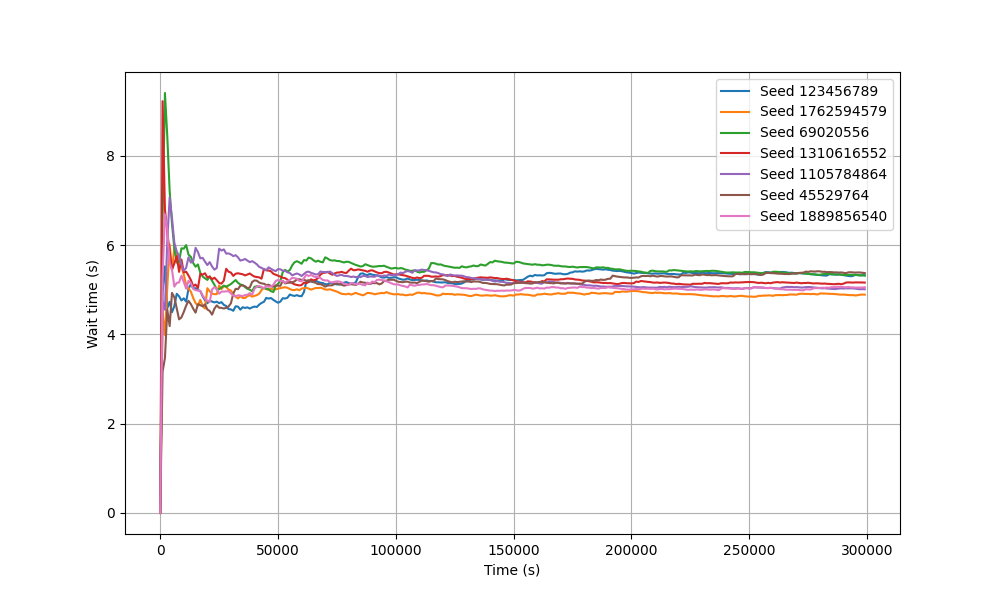 Seed 123456789
Seed 1762594579
Seed 69020556
Seed 1310616552
Seed 1105784864
Seed 45529764
Seed 1889856540
8
6
4
2
0
Wait time (s)
0 50000 100000 150000 200000 250000 300000
Time (s)